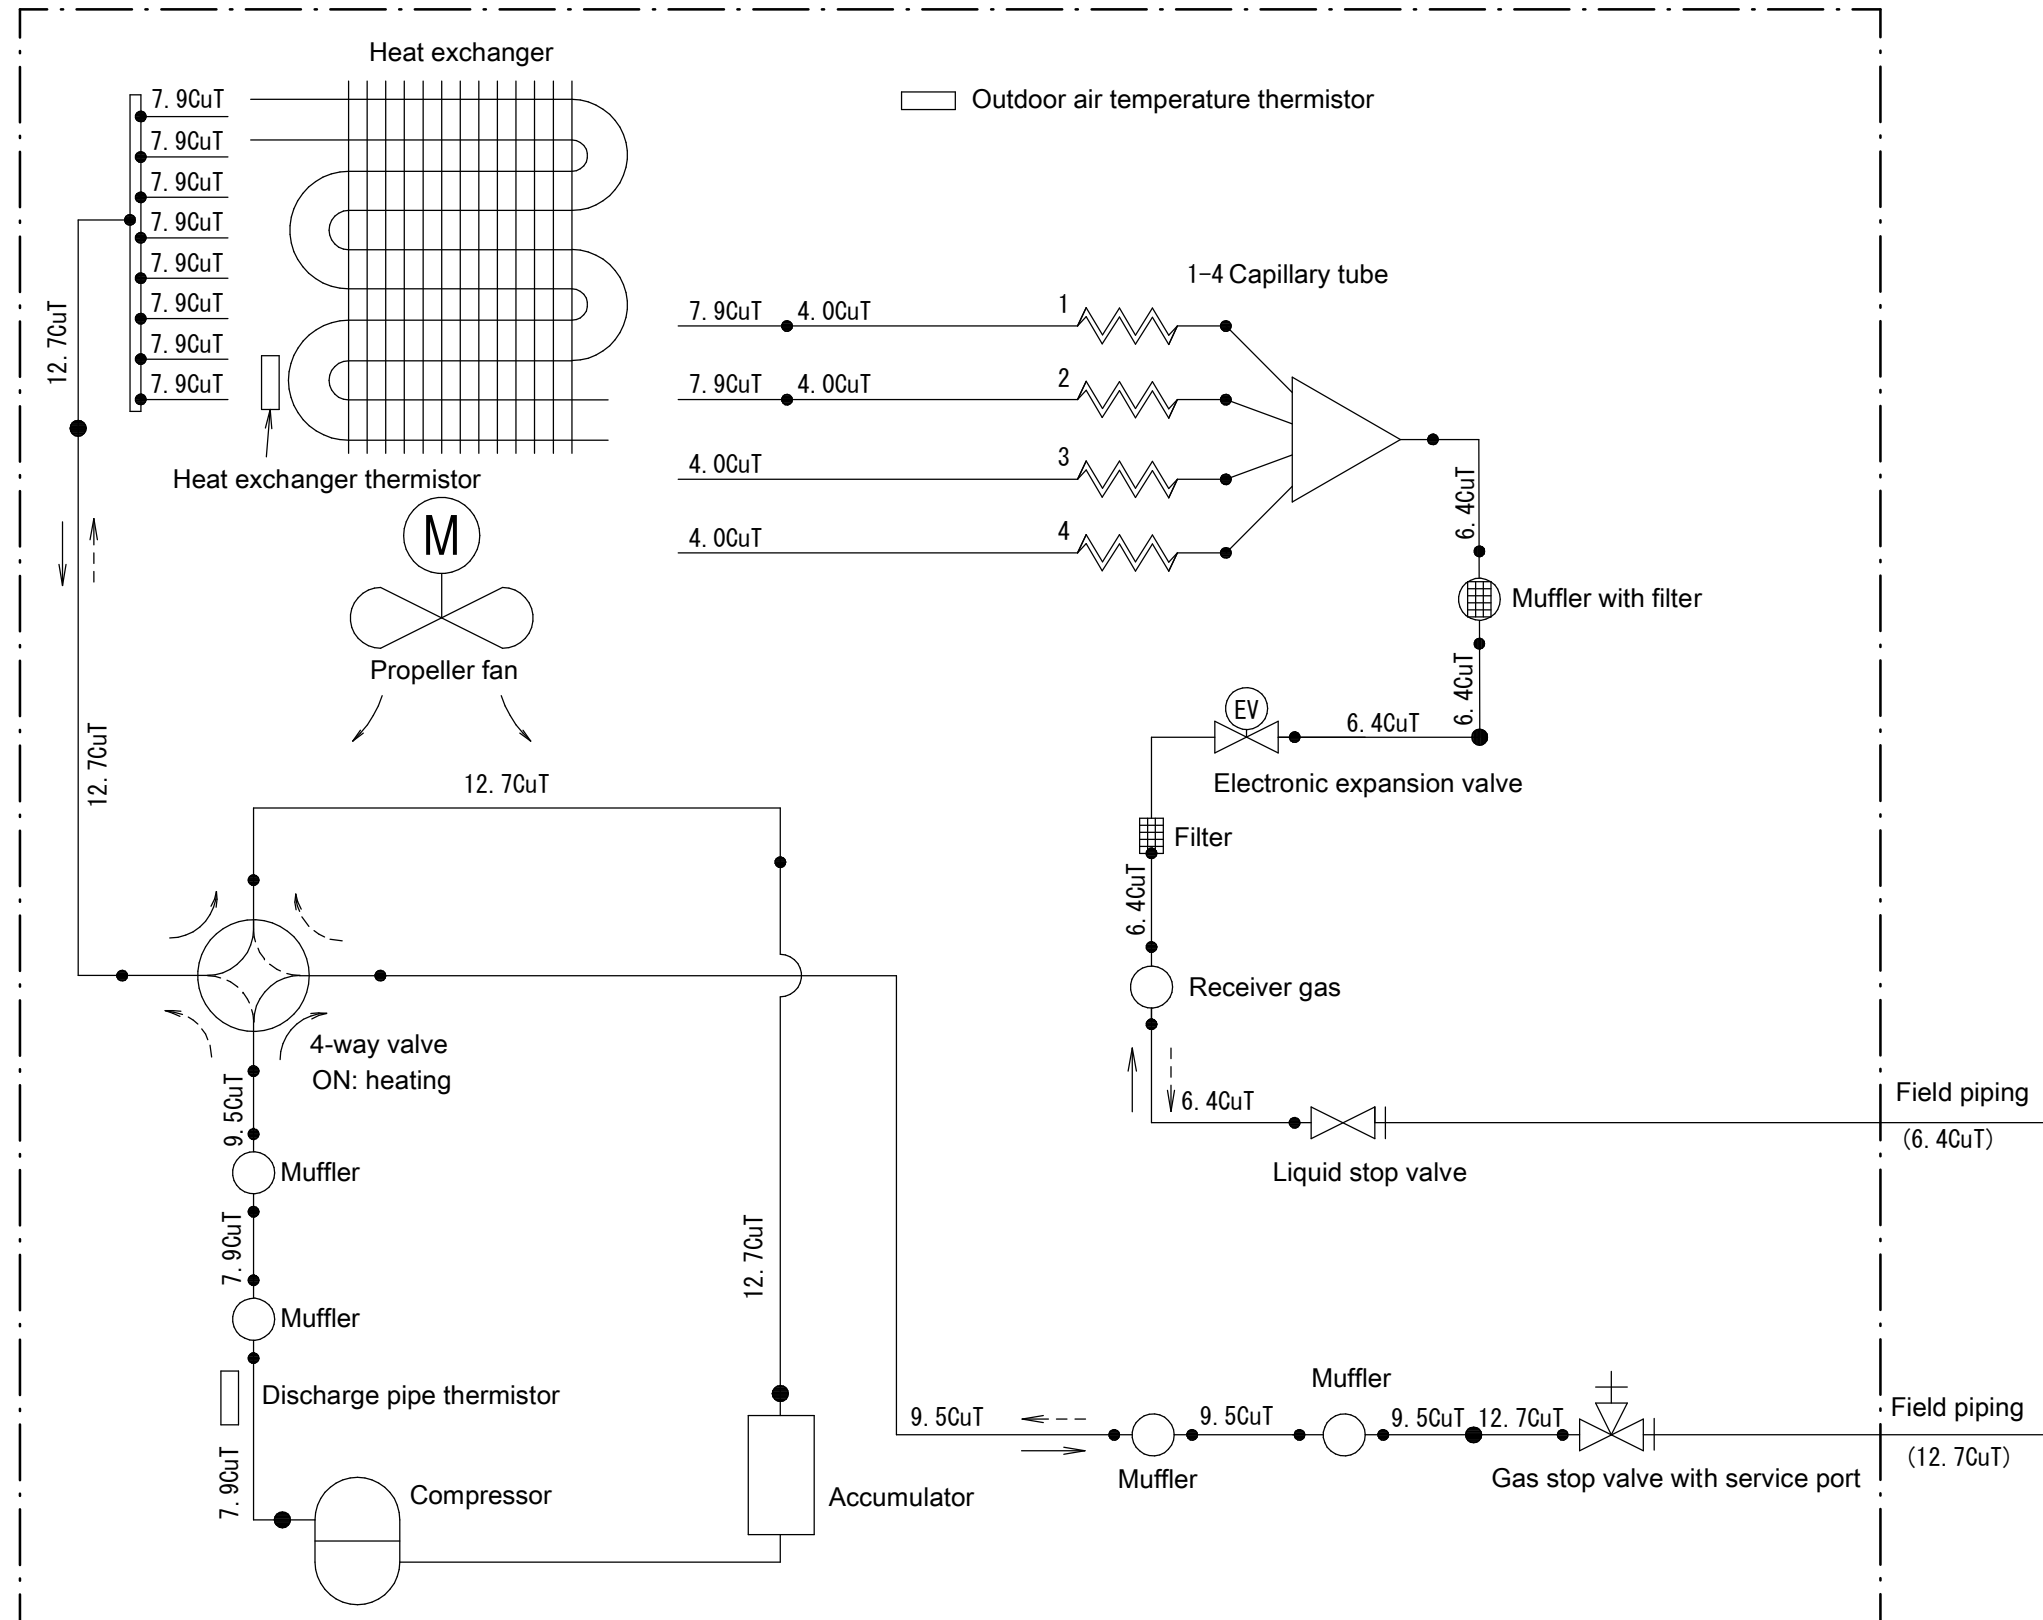 Heat exchanger
Outdoor air temperature thermistor
7.9CuT
7.9CuT
7.9CuT
7.9CuT
7.9CuT
7.9CuT
7.9CuT
7.9CuT
12.7CuT
Heat exchanger thermistor
M
Propeller fan
1-4 Capillary tube
7.9CuT 4.0CuT 1
7.9CuT 4.0CuT 2
4.0CuT 3
4.0CuT 4
6.4CuT
Muffler with filter
6.4CuT
EV
6.4CuT
Electronic expansion valve
Filter
6.4CuT
Receiver gas
6.4CuT
Liquid stop valve
Field piping
(6.4CuT)
12.7CuT
12.7CuT
4-way valve
ON: heating
9.5CuT
Muffler
7.9CuT
Muffler
Discharge pipe thermistor
7.9CuT
Compressor
12.7CuT
Accumulator
9.5CuT
Muffler
9.5CuT
Muffler
9.5CuT 12.7CuT
Gas stop valve with service port
Field piping
(12.7CuT)